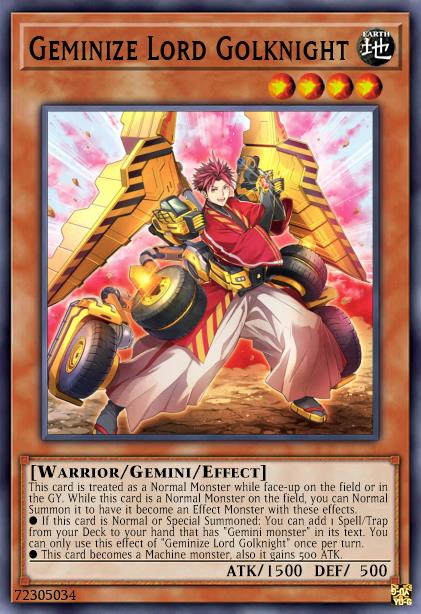 GEMINIZE LORD GOLKNIGHT
EARTH
地
[WARRIOR/GEMINI/EFFECT]
This card is treated as a Normal Monster while face-up on the field or in
the GY. While this card is a Normal Monster on the field, you can Normal
Summon it to have it become an Effect Monster with these effects.
● If this card is Normal or Special Summoned: You can add 1 Spell/Trap
from your Deck to your hand that has "Gemini monster" in its text. You
can only use this effect of "Geminize Lord Golknight" once per turn.
● This card becomes a Machine monster, also it gains 500 ATK.
ATK/1500 DEF/ 500
72305034